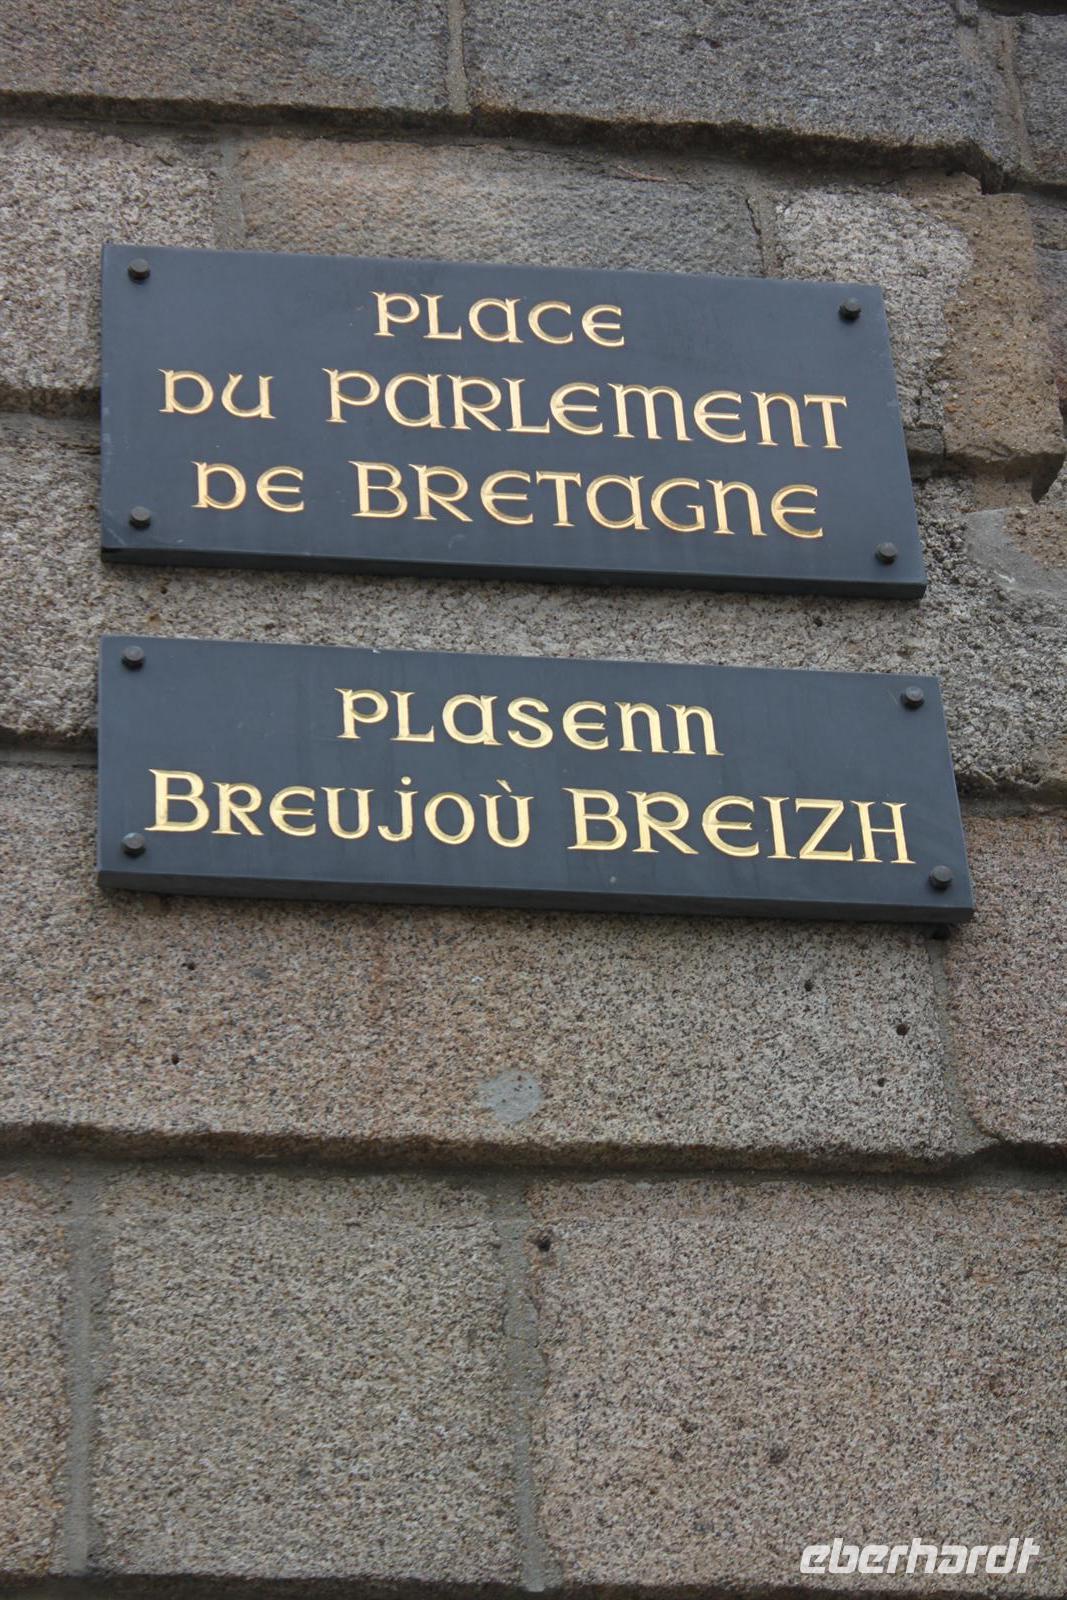 PLACE
DU PARLEMENT
DE BRETAGNE
PLASENN
BREUJOÙ BREIZH
eberhardt